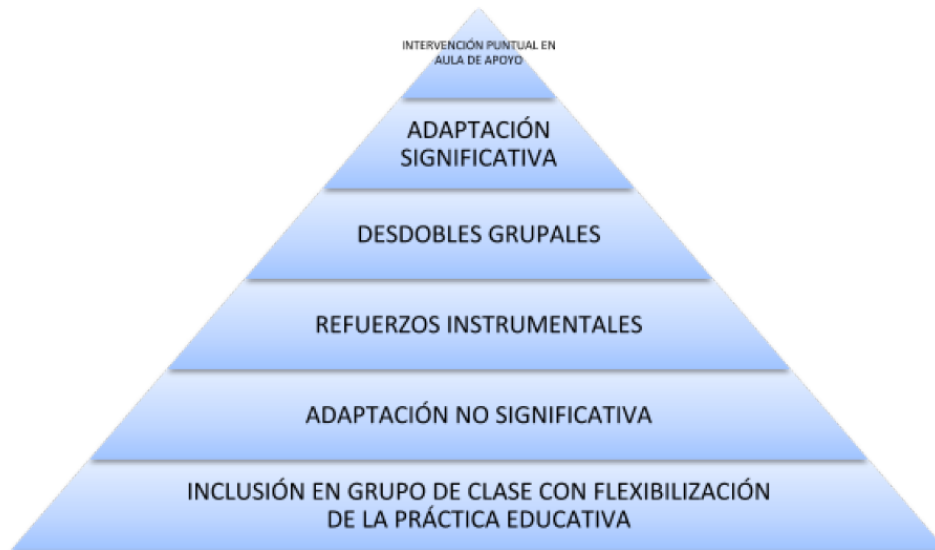 INTERVENCIÓN PUNTUAL EN
AULA DE APOYO
ADAPTACIÓN
SIGNIFICATIVA
DESDOBLES GRUPALES
REFUERZOS INSTRUMENTALES
ADAPTACIÓN NO SIGNIFICATIVA
INCLUSIÓN EN GRUPO DE CLASE CON FLEXIBILIZACIÓN
DE LA PRÁCTICA EDUCATIVA